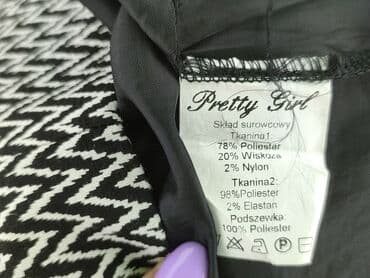 Pretty Girl
Skład surowcowy
Tkanina1:
78% Poliester
20% Wiskoza
2% Nylon
Tkanina2:
98%Poliester
2% Elastan
Podszewka:
100% Poliester